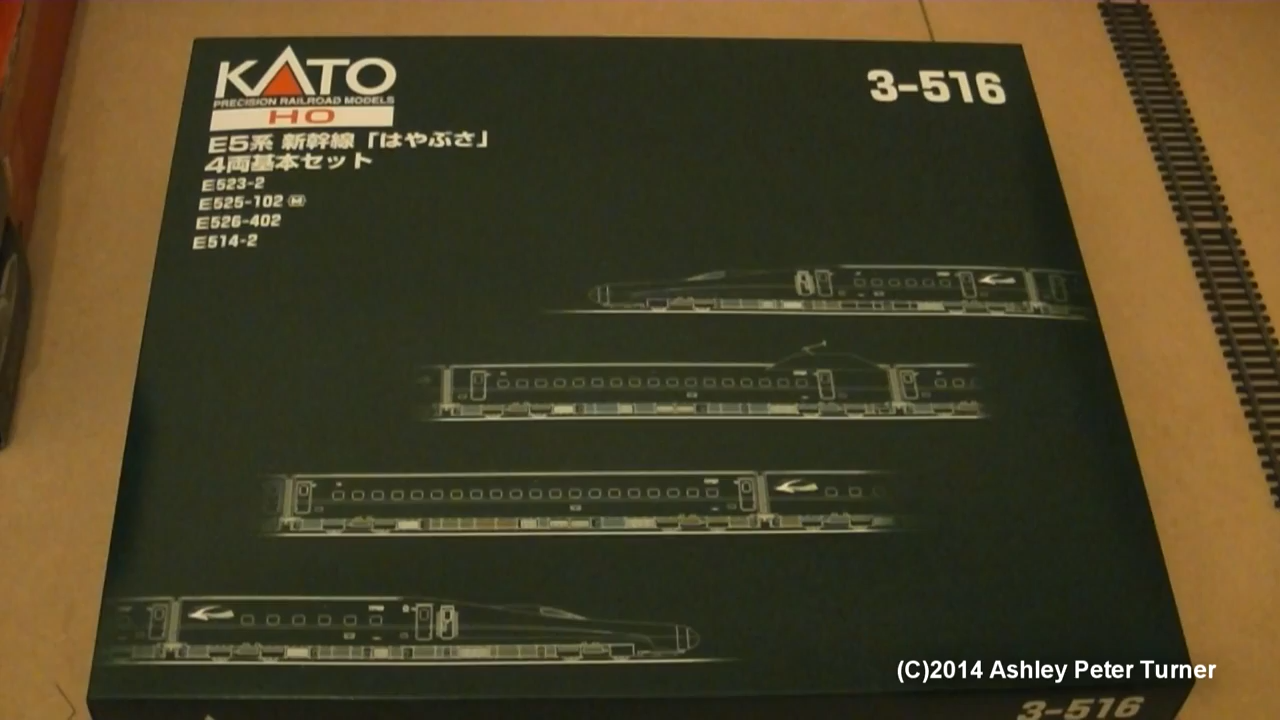 KATO
PRECISION RAILROAD MODELS
HO
3-516
E5系 新幹線「はやぶさ」
4両基本セット
E523-2
E525-102 Ⓜ
E526-402
E514-2
(C)2014 Ashley Peter Turner
3-516